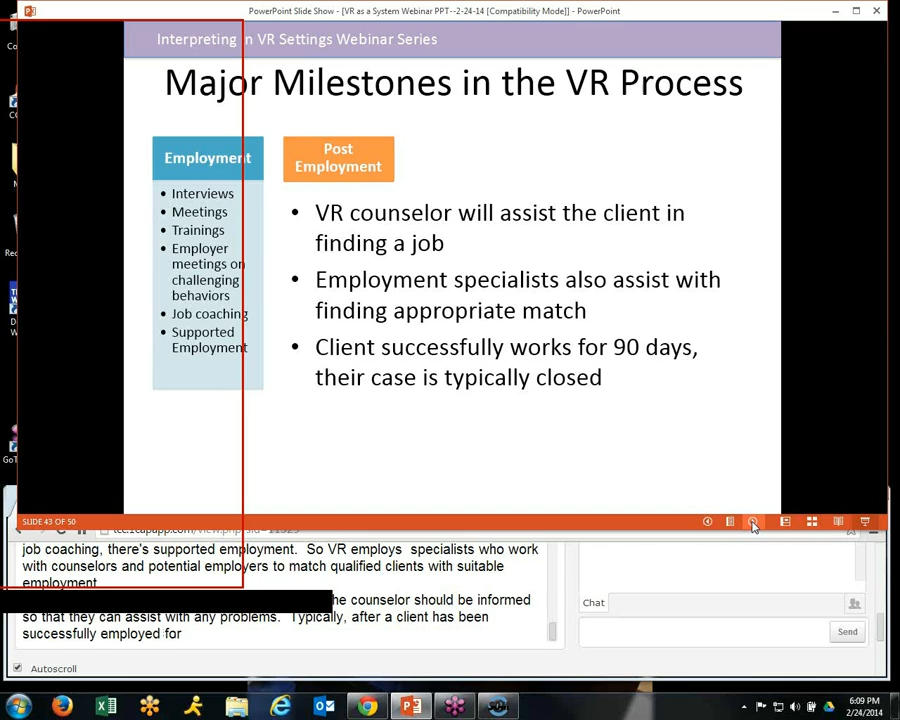 PowerPoint Slide Show - [VR as a System Webinar PPT--2-24-14 [Compatibility Mode]] - PowerPoint
Interpreting in VR Settings Webinar Series
Major Milestones in the VR Process
Employment
• Interviews
• Meetings
• Trainings
• Employer
meetings on
challenging
behaviors
• Job coaching
• Supported
Employment
Post
Employment
• VR counselor will assist the client in
finding a job
• Employment specialists also assist with
finding appropriate match
• Client successfully works for 90 days,
their case is typically closed
SLIDE 43 OF 50
job coaching, there's supported employment.  So VR employs  specialists who work
with counselors and potential employers to match qualified clients with suitable
employment
he counselor should be informed
so that they can assist with any problems.  Typically, after a client has been
successfully employed for
Autoscroll
Chat
Send
6:09 PM
2/24/2014